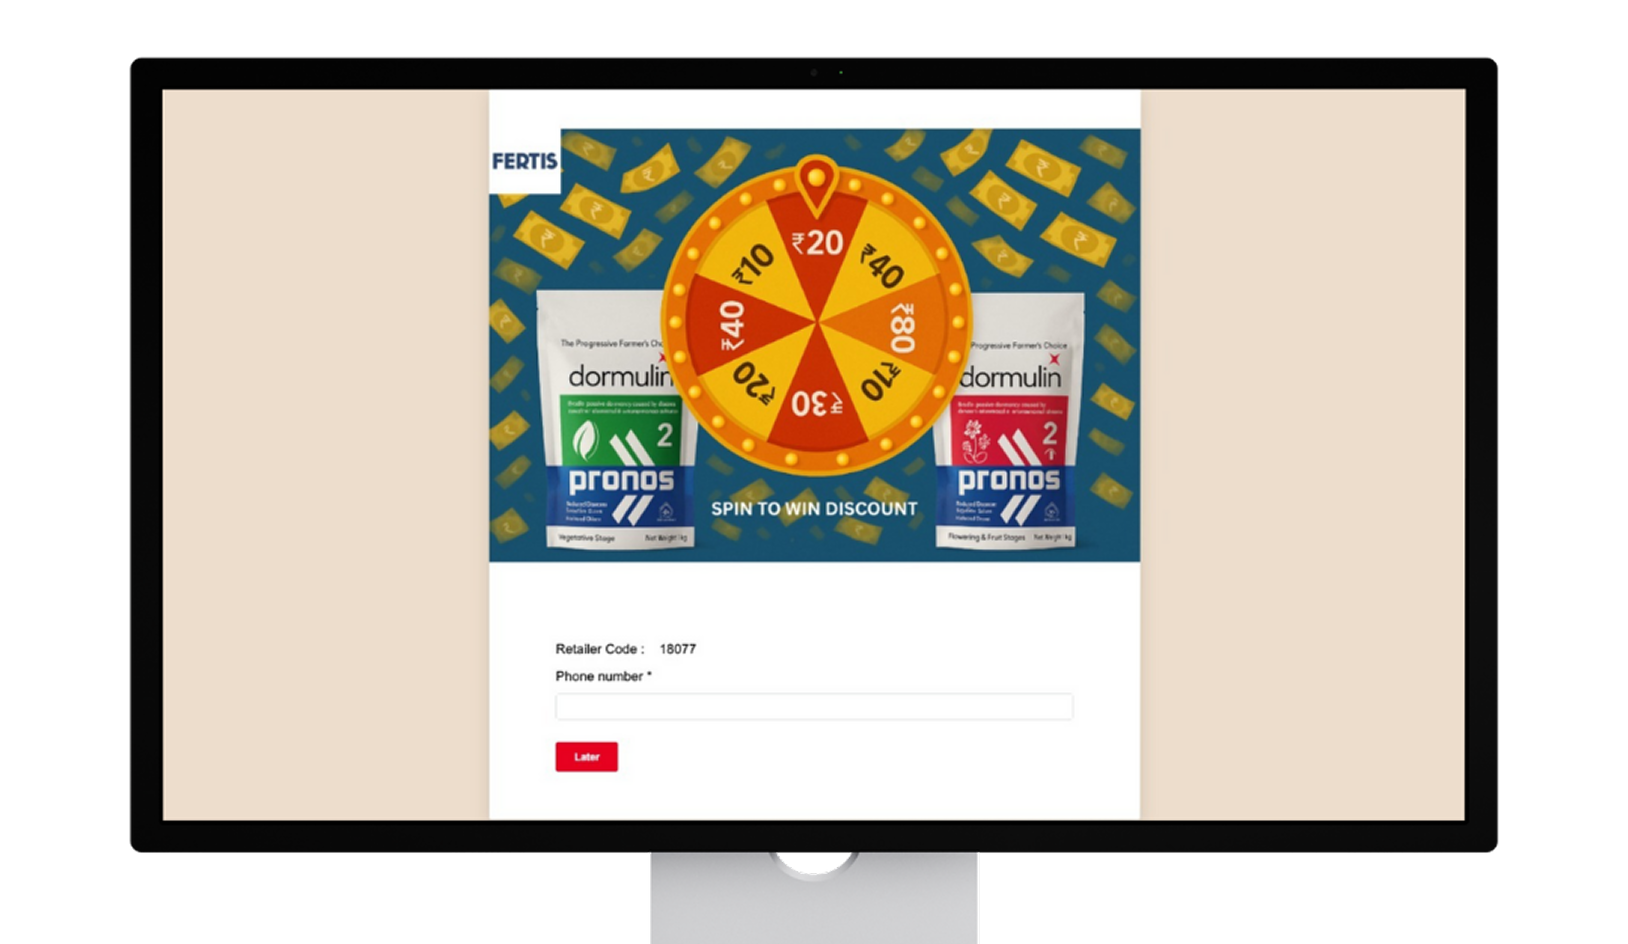 FERTIS
₹20
₹40
₹80
₹10
₹30
₹20
₹40
₹10
The Progressive Farmer's Cho
dormulin
2
pronos
Vegetative Stage Net Weight 1kg
Progressive Farmer's Choice
dormulin
2
pronos
Flowering & Fruit Stages Net Weight 1kg
SPIN TO WIN DISCOUNT
Retailer Code : 18077
Phone number *
Later